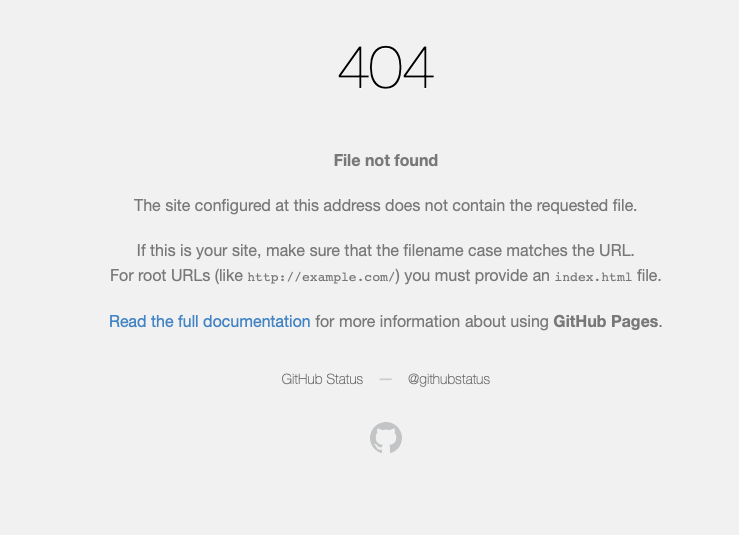 404
File not found
The site configured at this address does not contain the requested file.
If this is your site, make sure that the filename case matches the URL.
For root URLs (like http://example.com/) you must provide an index.html file.
Read the full documentation for more information about using GitHub Pages.
GitHub Status — @githubstatus